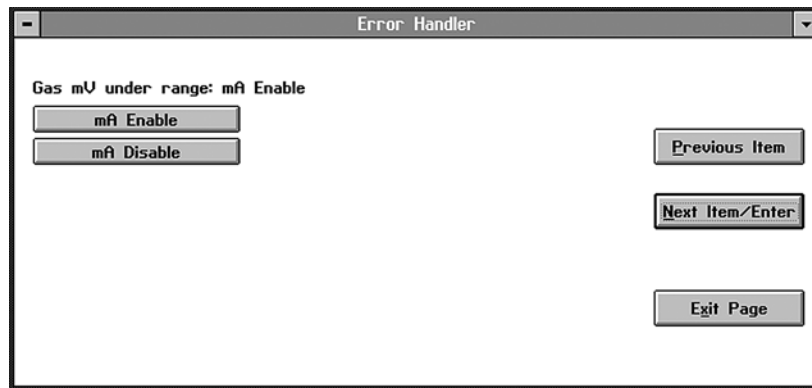 Error Handler
Gas mV under range: mA Enable
mA Enable
mA Disable
Previous Item
Next Item/Enter
Exit Page